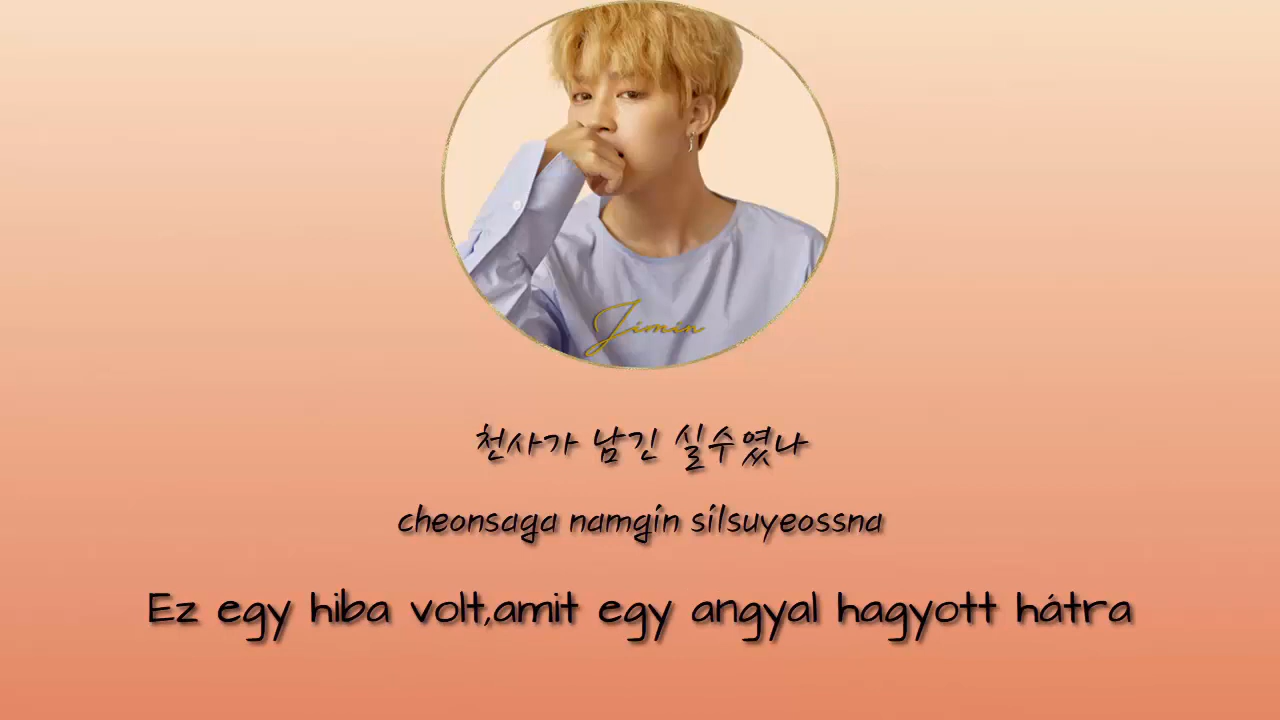 Jimin
천사가 남긴 실수였나
cheonsaga namgin silsuyeossna
Ez egy hiba volt,amit egy angyal hagyott hátra